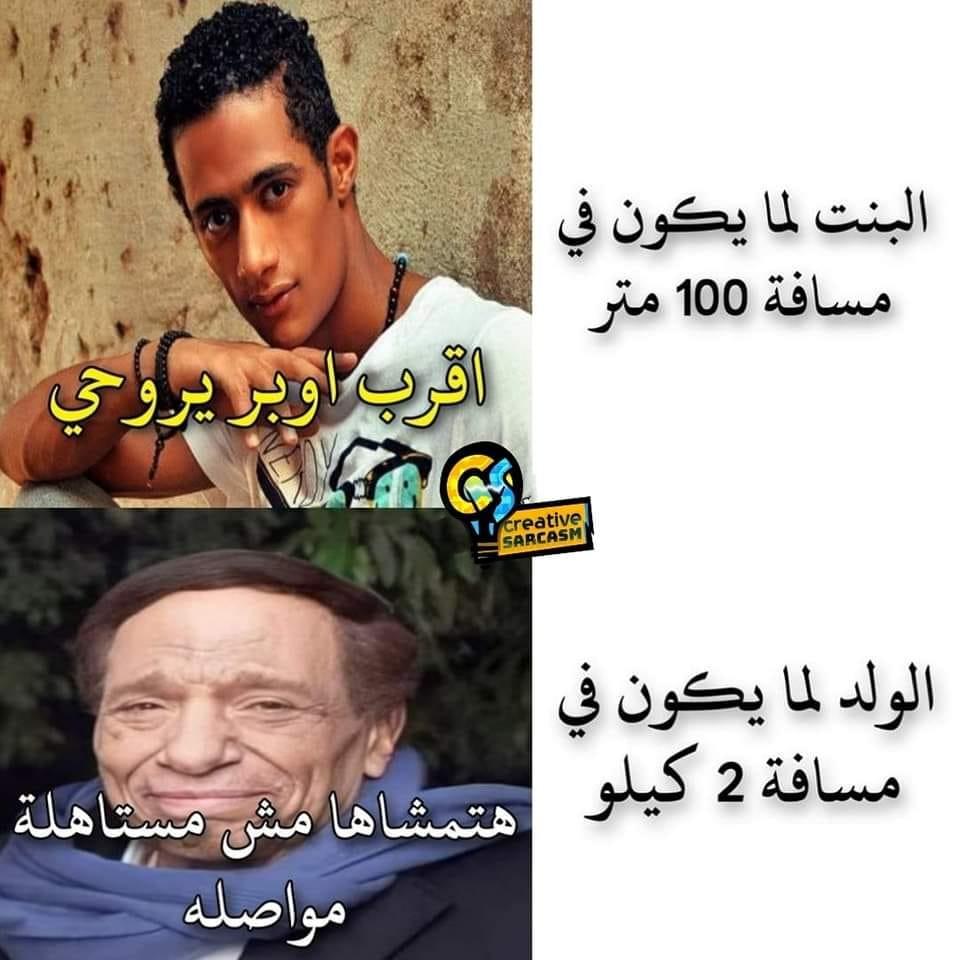 البنت لما يكون في
مسافة 100 متر
اقرب اوبر يروحي
CS
creative
SARCASM
الولد لما يكون في
مسافة 2 كيلو
هتمشاها مش مستاهلة
مواصله